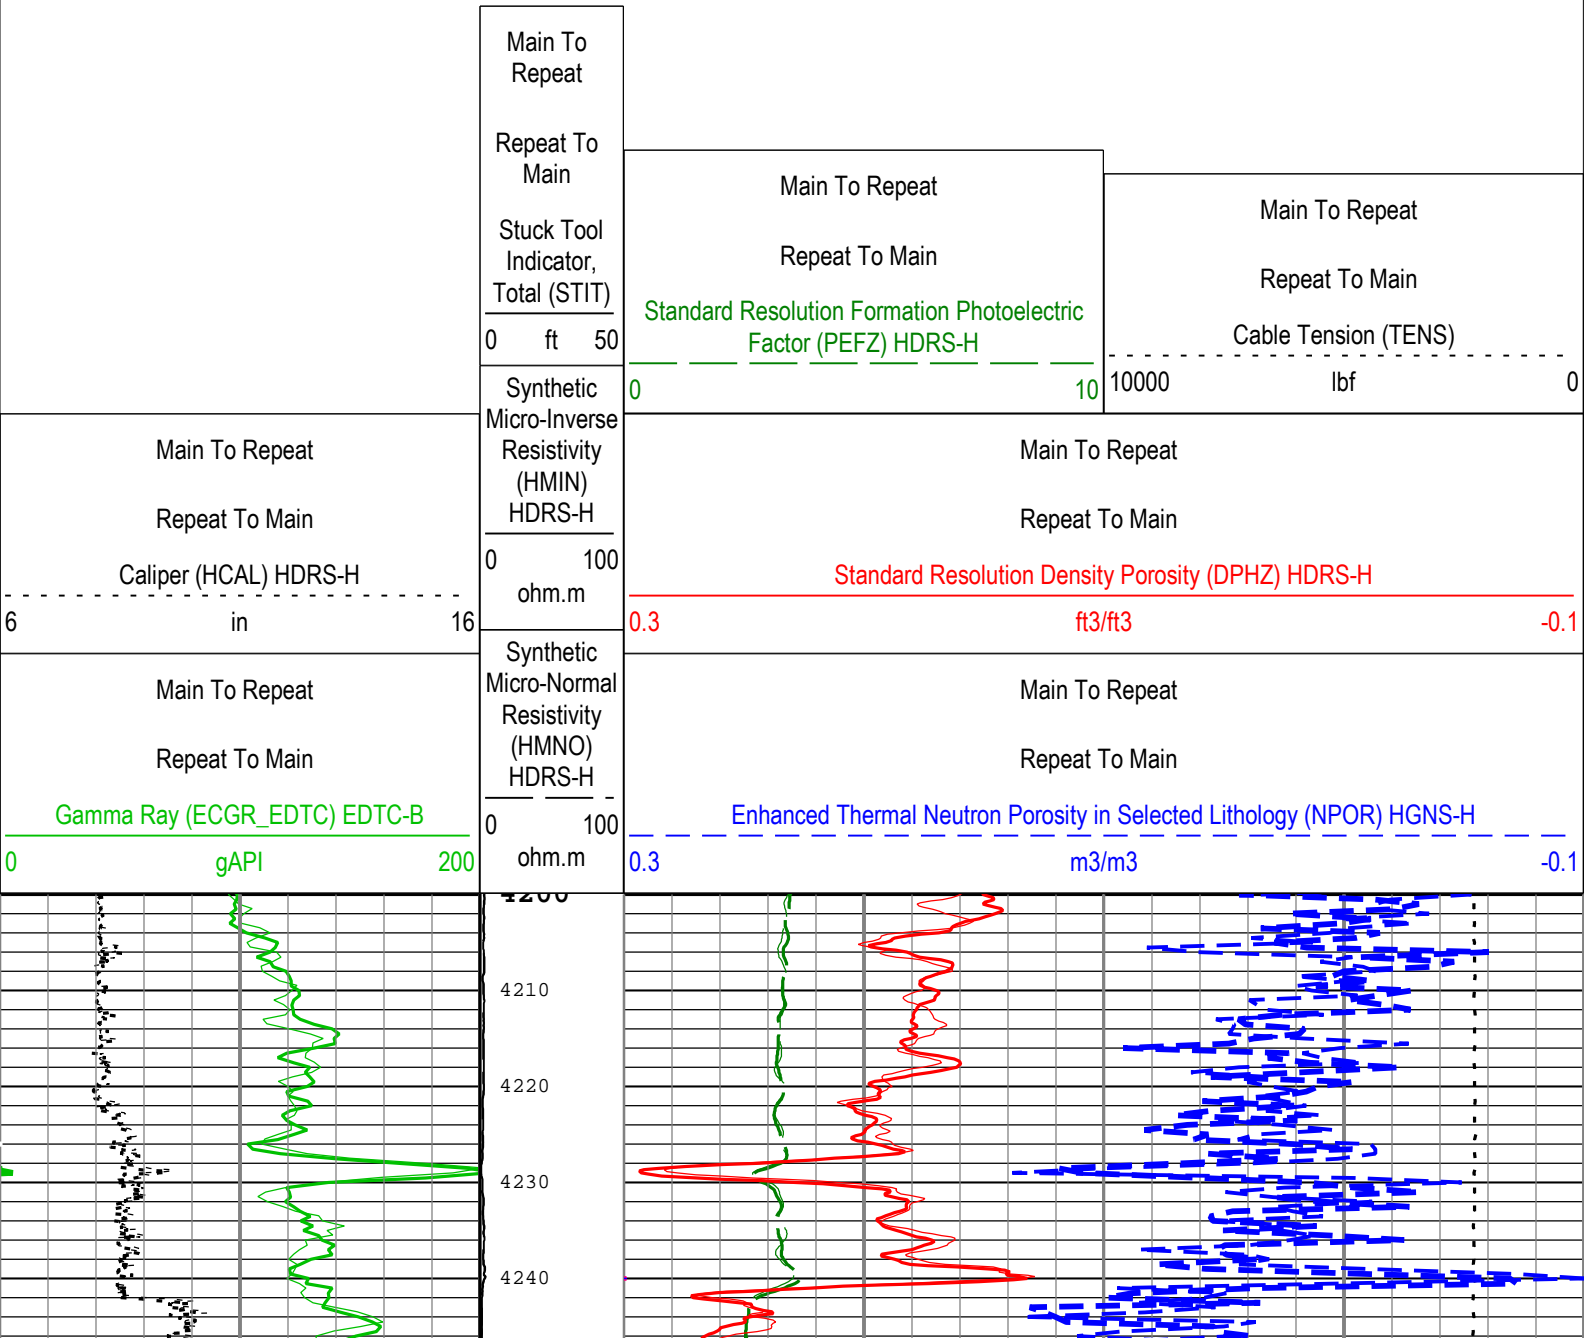 Main To
Repeat
Repeat To
Main
Stuck Tool
Indicator,
Total (STIT)
0 ft 50
Main To Repeat
Repeat To Main
Standard Resolution Formation Photoelectric
Factor (PEFZ) HDRS-H
0 10
Main To Repeat
Repeat To Main
Cable Tension (TENS)
10000 lbf 0
Main To Repeat
Repeat To Main
Caliper (HCAL) HDRS-H
6 in 16
Synthetic
Micro-Inverse
Resistivity
(HMIN)
HDRS-H
0 100
ohm.m
Main To Repeat
Repeat To Main
Standard Resolution Density Porosity (DPHZ) HDRS-H
0.3 ft3/ft3 -0.1
Main To Repeat
Repeat To Main
Gamma Ray (ECGR_EDTC) EDTC-B
0 gAPI 200
Synthetic
Micro-Normal
Resistivity
(HMNO)
HDRS-H
0 100
ohm.m
Main To Repeat
Repeat To Main
Enhanced Thermal Neutron Porosity in Selected Lithology (NPOR) HGNS-H
0.3 m3/m3 -0.1
4200
4210
4220
4230
4240